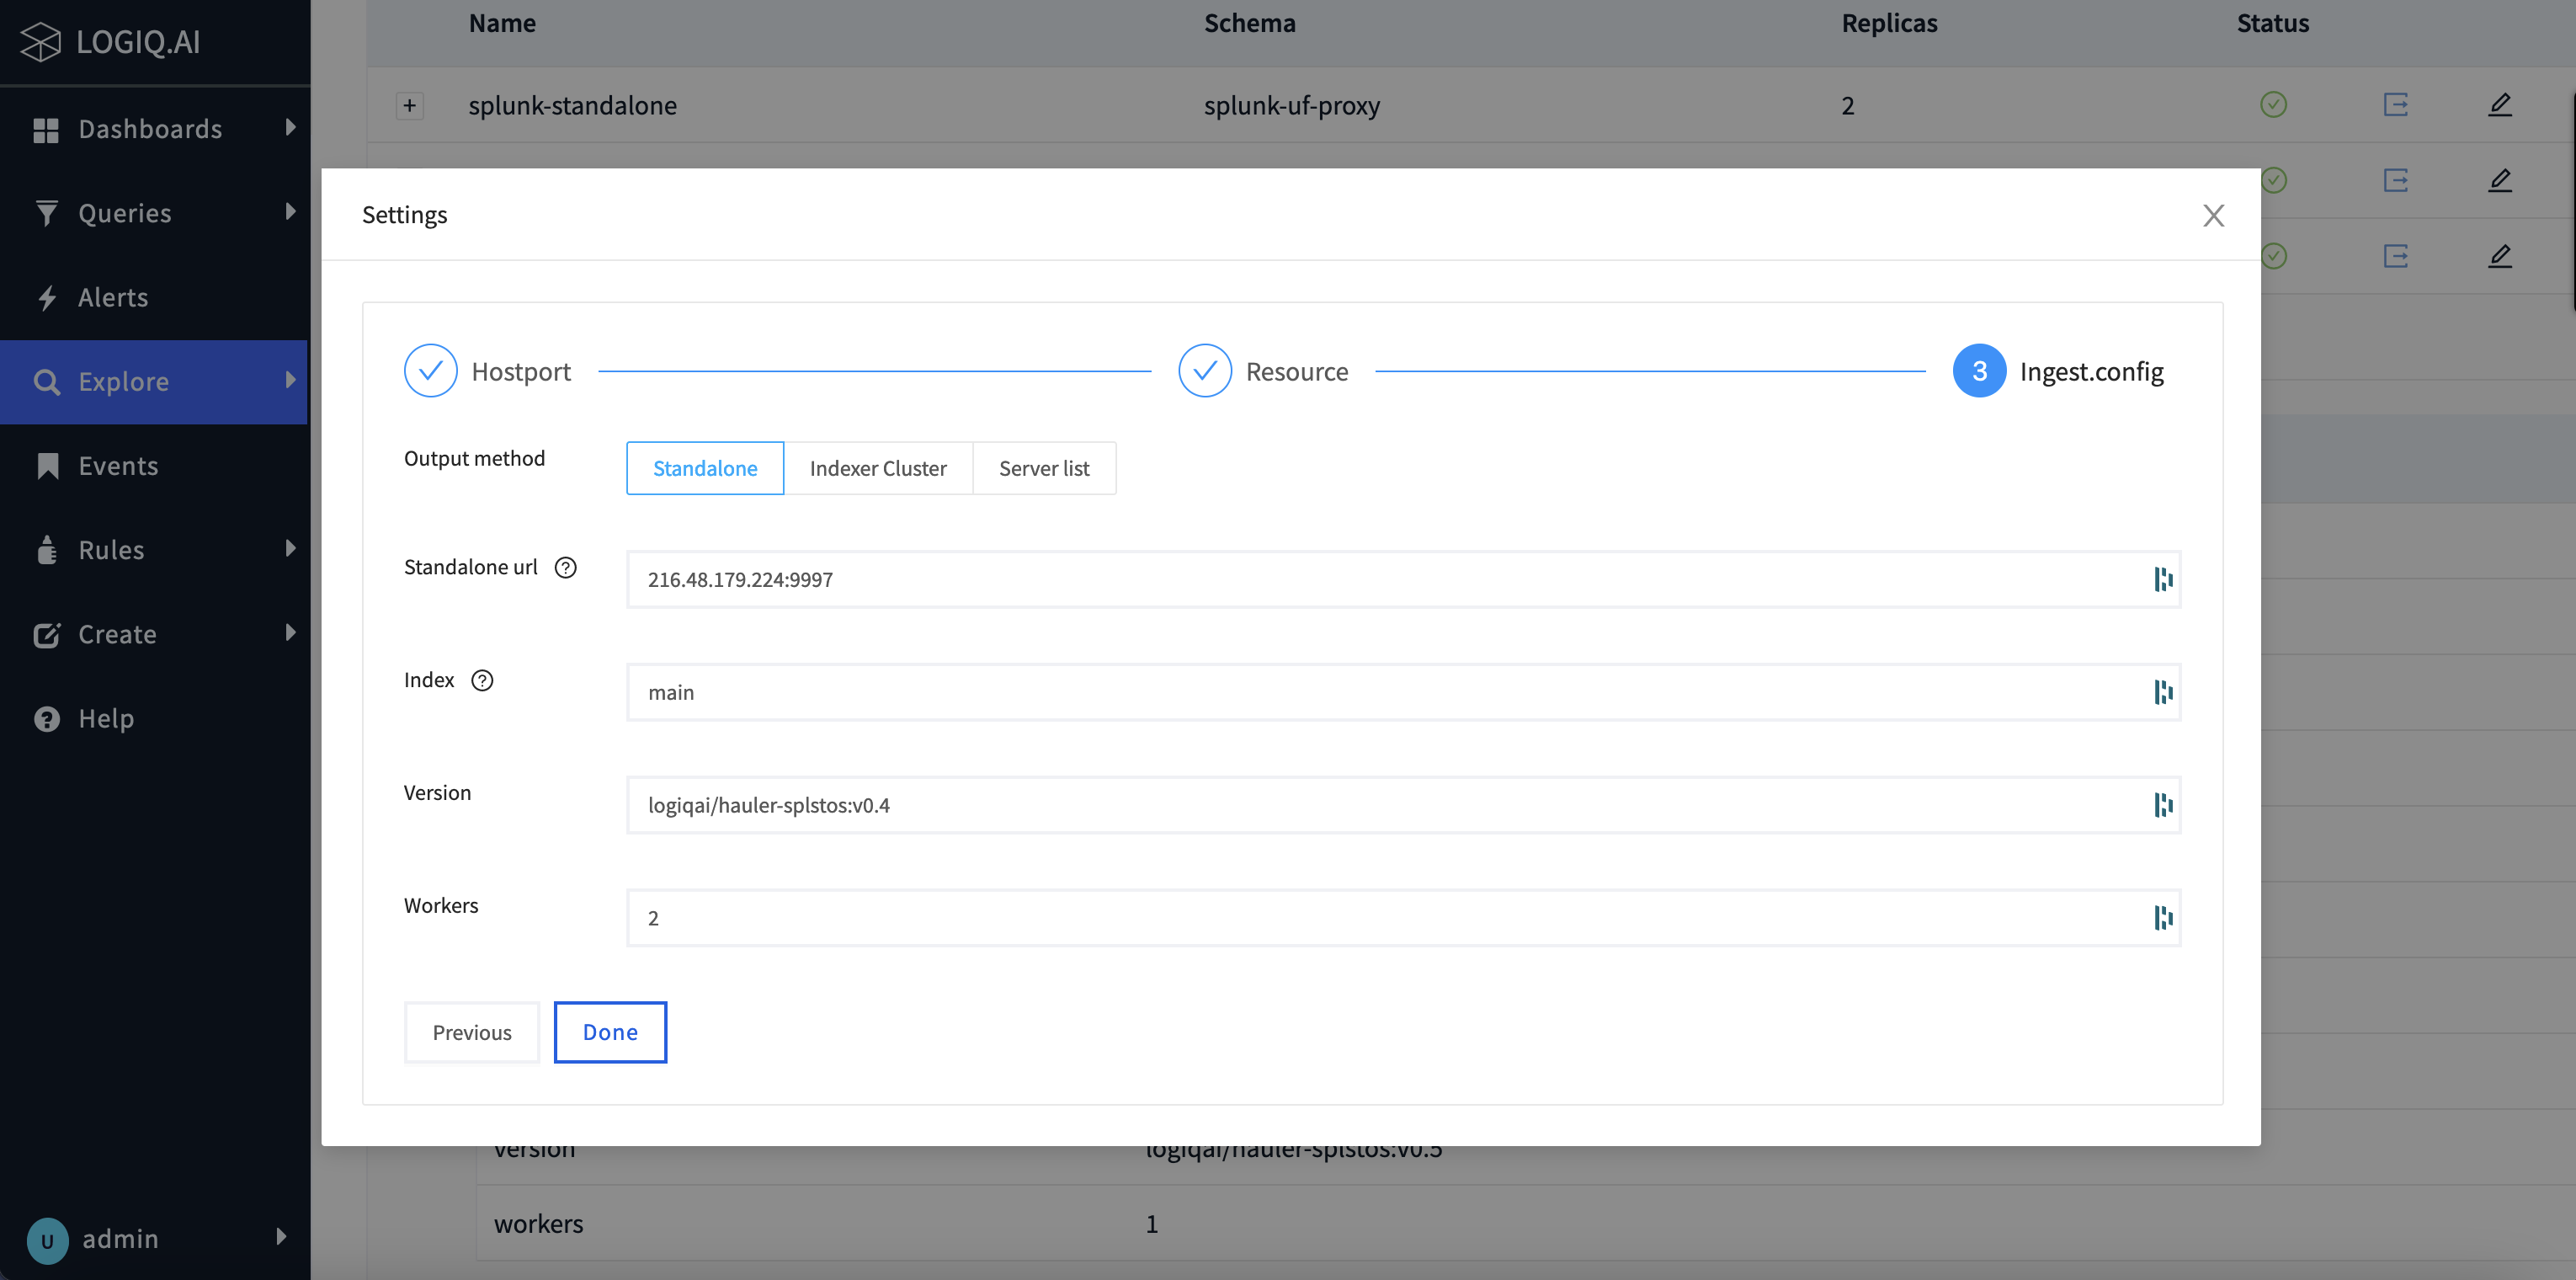 LOGIQ.AI
Dashboards
Queries
Alerts
Explore
Events
Rules
Create
Help
U admin
Name Schema Replicas Status
splunk-standalone splunk-uf-proxy 2
Settings
Hostport Resource 3 Ingest.config
Output method Standalone Indexer Cluster Server list
Standalone url ? 216.48.179.224:9997
Index ? main
Version logiqai/hauler-splstos:v0.4
Workers 2
Previous Done
version logiqai/hauler-splstos:v0.5
workers 1